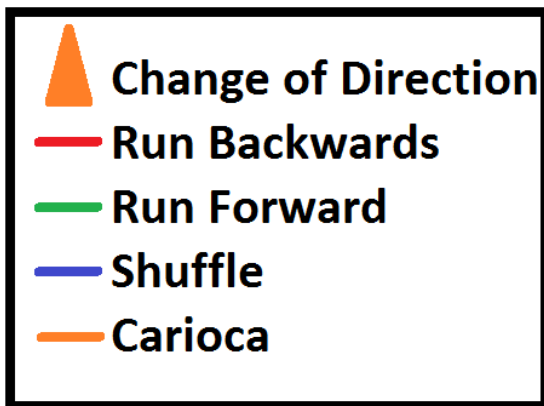 Change of Direction
Run Backwards
Run Forward
Shuffle
Carioca